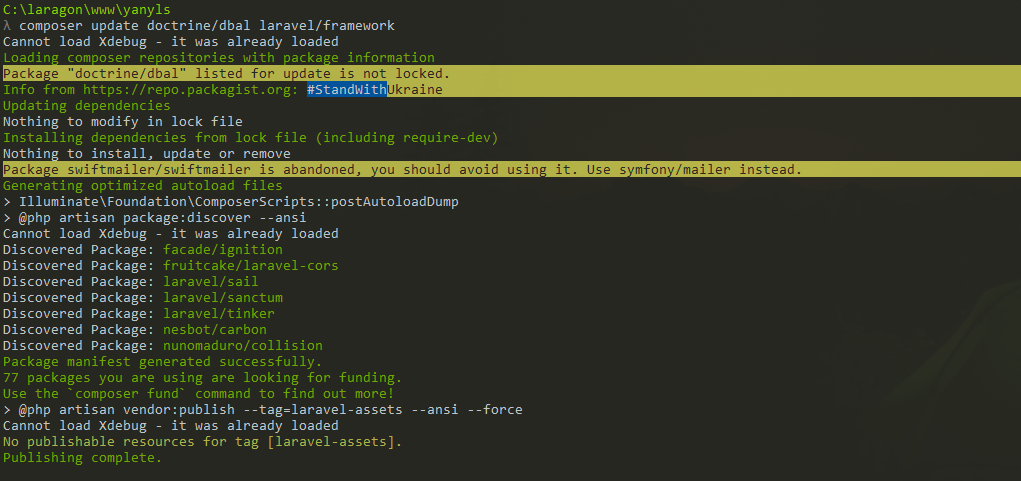 C:\laragon\www\yanyls
λ composer update doctrine/dbal laravel/framework
Cannot load Xdebug - it was already loaded
Loading composer repositories with package information
Package "doctrine/dbal" listed for update is not locked.
Info from https://repo.packagist.org: #StandWithUkraine
Updating dependencies
Nothing to modify in lock file
Installing dependencies from lock file (including require-dev)
Nothing to install, update or remove
Package swiftmailer/swiftmailer is abandoned, you should avoid using it. Use symfony/mailer instead.
Generating optimized autoload files
> Illuminate\Foundation\ComposerScripts::postAutoloadDump
> @php artisan package:discover --ansi
Cannot load Xdebug - it was already loaded
Discovered Package: facade/ignition
Discovered Package: fruitcake/laravel-cors
Discovered Package: laravel/sail
Discovered Package: laravel/sanctum
Discovered Package: laravel/tinker
Discovered Package: nesbot/carbon
Discovered Package: nunomaduro/collision
Package manifest generated successfully.
77 packages you are using are looking for funding.
Use the `composer fund` command to find out more!
> @php artisan vendor:publish --tag=laravel-assets --ansi --force
Cannot load Xdebug - it was already loaded
No publishable resources for tag [laravel-assets].
Publishing complete.